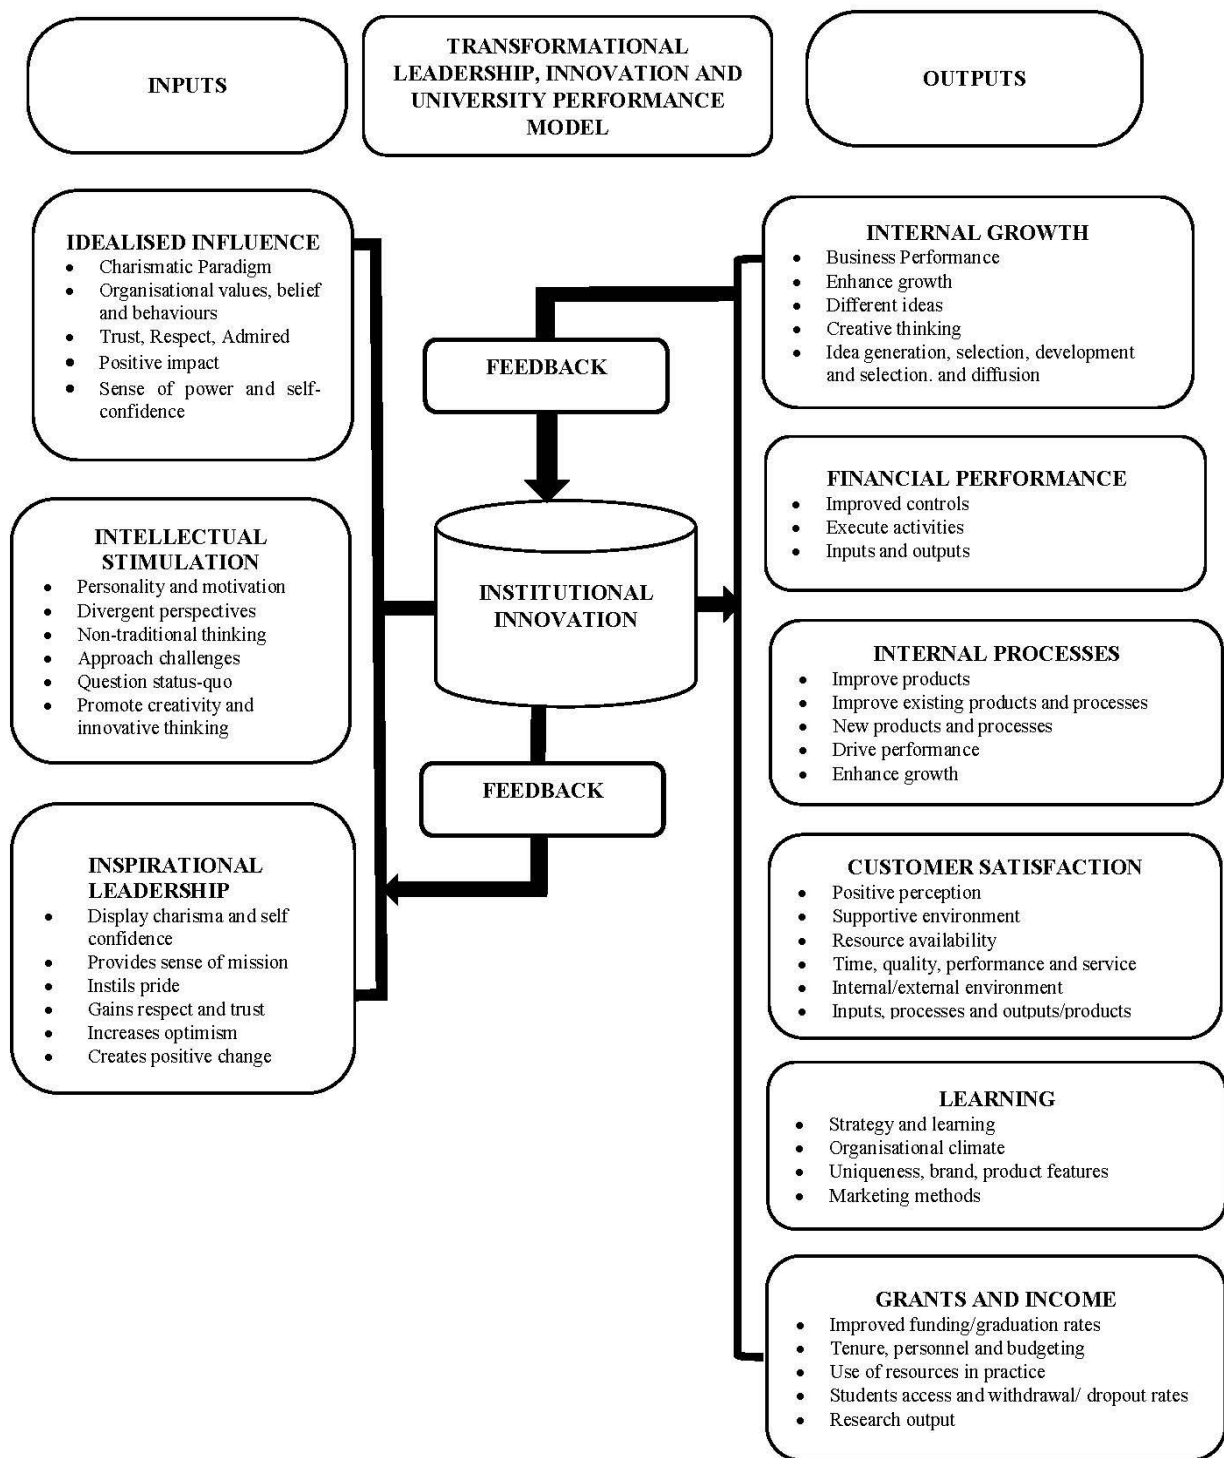 INPUTS
TRANSFORMATIONAL
LEADERSHIP, INNOVATION AND
UNIVERSITY PERFORMANCE
MODEL
OUTPUTS
IDEALISED INFLUENCE
• Charismatic Paradigm
• Organisational values, belief
and behaviours
• Trust, Respect, Admired
• Positive impact
• Sense of power and self-
confidence
INTELLECTUAL
STIMULATION
• Personality and motivation
• Divergent perspectives
• Non-traditional thinking
• Approach challenges
• Question status-quo
• Promote creativity and
innovative thinking
INSPIRATIONAL
LEADERSHIP
• Display charisma and self
confidence
• Provides sense of mission
• Instils pride
• Gains respect and trust
• Increases optimism
• Creates positive change
FEEDBACK
INSTITUTIONAL
INNOVATION
FEEDBACK
INTERNAL GROWTH
• Business Performance
• Enhance growth
• Different ideas
• Creative thinking
• Idea generation, selection, development
and selection. and diffusion
FINANCIAL PERFORMANCE
• Improved controls
• Execute activities
• Inputs and outputs
INTERNAL PROCESSES
• Improve products
• Improve existing products and processes
• New products and processes
• Drive performance
• Enhance growth
CUSTOMER SATISFACTION
• Positive perception
• Supportive environment
• Resource availability
• Time, quality, performance and service
• Internal/external environment
• Inputs, processes and outputs/products
LEARNING
• Strategy and learning
• Organisational climate
• Uniqueness, brand, product features
• Marketing methods
GRANTS AND INCOME
• Improved funding/graduation rates
• Tenure, personnel and budgeting
• Use of resources in practice
• Students access and withdrawal/ dropout rates
• Research output